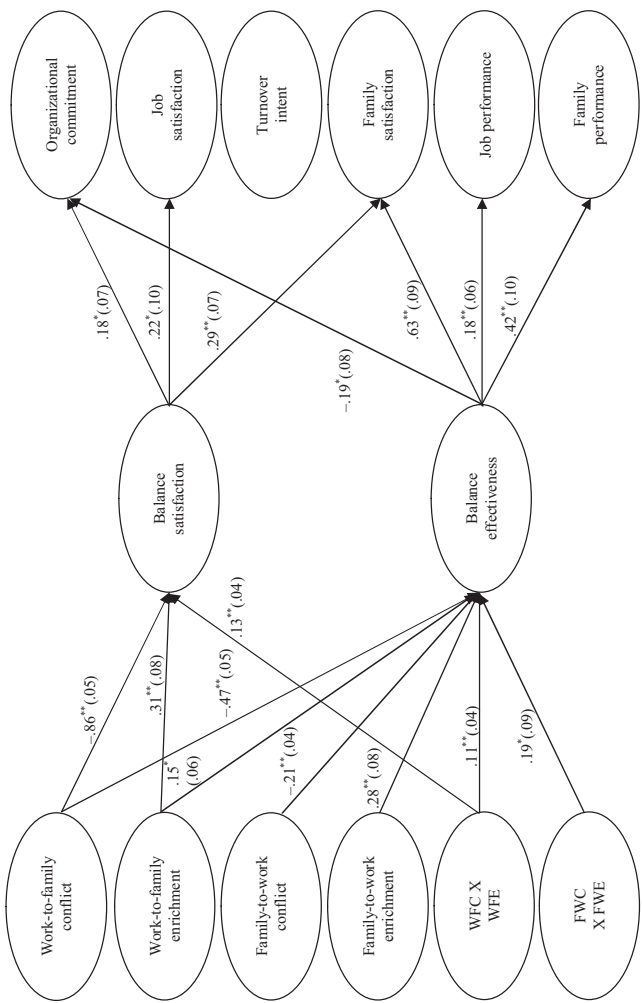 Work-to-family
conflict
Work-to-family
enrichment
Family-to-work
conflict
Family-to-work
enrichment
WFC X
WFE
FWC
X FWE
–.86**(.05)
.31**(.08)
–.47**(.05)
.13**(.04)
.15*
(.06)
–.21**(.04)
.28**(.08)
.11**(.04)
.19*(.09)
Balance
satisfaction
Balance
effectiveness
.18*(.07)
.22*(.10)
.29**(.07)
–.19*(.08)
.63**(.09)
.18**(.06)
.42**(.10)
Organizational
commitment
Job
satisfaction
Turnover
intent
Family
satisfaction
Job performance
Family
performance